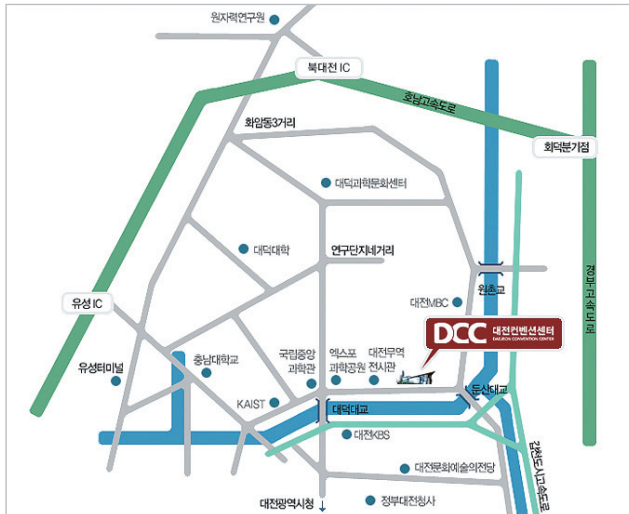 원자력연구원
북대전 IC
호남고속도로
화암동3거리
회덕분기점
대덕과학문화센터
대덕대학
연구단지네거리
원촌교
경부고속도로
유성 IC
대전MBC
DCC 대전컨벤션센터
DAEJEON CONVENTION CENTER
유성터미널
충남대학교
국립중앙
과학관
엑스포
과학공원
대전무역
전시관
둔산대교
KAIST
대덕대교
대전KBS
갑천도시고속도로
대전문화예술의전당
대전광역시청
정부대전청사